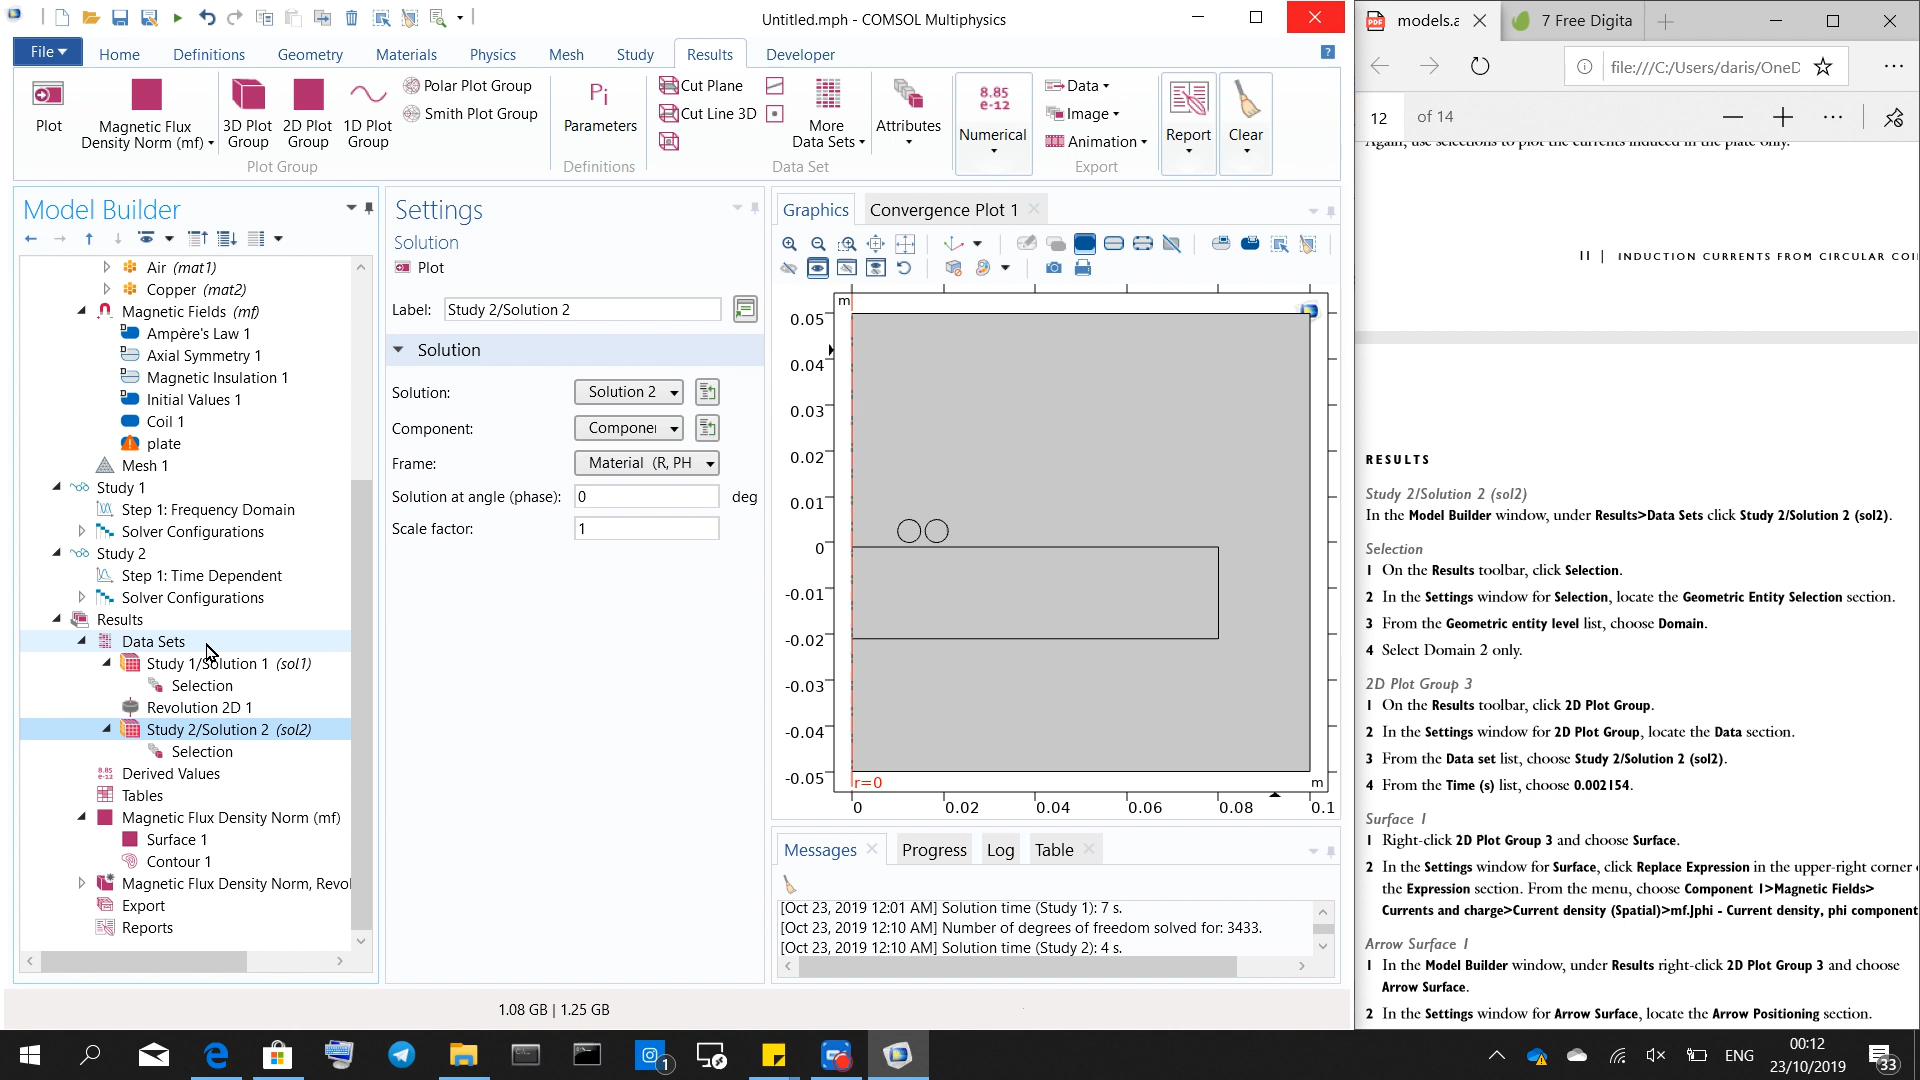 Untitled.mph - COMSOL Multiphysics
File
Home
Definitions
Geometry
Materials
Physics
Mesh
Study
Results
Developer
Plot
Magnetic Flux
Density Norm (mf)
3D Plot
Group
2D Plot
Group
1D Plot
Group
Polar Plot Group
Smith Plot Group
Plot Group
Pi
Parameters
Definitions
Cut Plane
Cut Line 3D
More
Data Sets
Data Set
Attributes
8.85
e-12
Numerical
Data
Image
Animation
Export
Report
Clear
Model Builder
Air (mat1)
Copper (mat2)
Magnetic Fields (mf)
Ampère's Law 1
Axial Symmetry 1
Magnetic Insulation 1
Initial Values 1
Coil 1
plate
Mesh 1
Study 1
Step 1: Frequency Domain
Solver Configurations
Study 2
Step 1: Time Dependent
Solver Configurations
Results
Data Sets
Study 1/Solution 1 (sol1)
Selection
Revolution 2D 1
Study 2/Solution 2 (sol2)
Selection
8.85
e-12
Derived Values
Tables
Magnetic Flux Density Norm (mf)
Surface 1
Contour 1
Magnetic Flux Density Norm, Revol
Export
Reports
Settings
Solution
Plot
Label: Study 2/Solution 2
Solution
Solution: Solution 2
Component: Componen
Frame: Material (R, PH
Solution at angle (phase): 0 deg
Scale factor: 1
Graphics
Convergence Plot 1
m
0.05
0.04
0.03
0.02
0.01
0
-0.01
-0.02
-0.03
-0.04
-0.05
r=0
m
0 0.02 0.04 0.06 0.08 0.1
Messages
Progress
Log
Table
[Oct 23, 2019 12:01 AM] Solution time (Study 1): 7 s.
[Oct 23, 2019 12:10 AM] Number of degrees of freedom solved for: 3433.
[Oct 23, 2019 12:10 AM] Solution time (Study 2): 4 s.
1.08 GB | 1.25 GB
PDF
models.a
7 Free Digita
file:///C:/Users/daris/OneD
12 of 14
Again, use selections to plot the currents induced in the plate only.
11 | INDUCTION CURRENTS FROM CIRCULAR COI
RESULTS
Study 2/Solution 2 (sol2)
In the Model Builder window, under Results>Data Sets click Study 2/Solution 2 (sol2).
Selection
1 On the Results toolbar, click Selection.
2 In the Settings window for Selection, locate the Geometric Entity Selection section.
3 From the Geometric entity level list, choose Domain.
4 Select Domain 2 only.
2D Plot Group 3
1 On the Results toolbar, click 2D Plot Group.
2 In the Settings window for 2D Plot Group, locate the Data section.
3 From the Data set list, choose Study 2/Solution 2 (sol2).
4 From the Time (s) list, choose 0.002154.
Surface 1
1 Right-click 2D Plot Group 3 and choose Surface.
2 In the Settings window for Surface, click Replace Expression in the upper-right corner
the Expression section. From the menu, choose Component 1>Magnetic Fields>
Currents and charge>Current density (Spatial)>mf.Jphi - Current density, phi component
Arrow Surface 1
1 In the Model Builder window, under Results right-click 2D Plot Group 3 and choose
Arrow Surface.
2 In the Settings window for Arrow Surface, locate the Arrow Positioning section.
1
ENG
00:12
23/10/2019
33